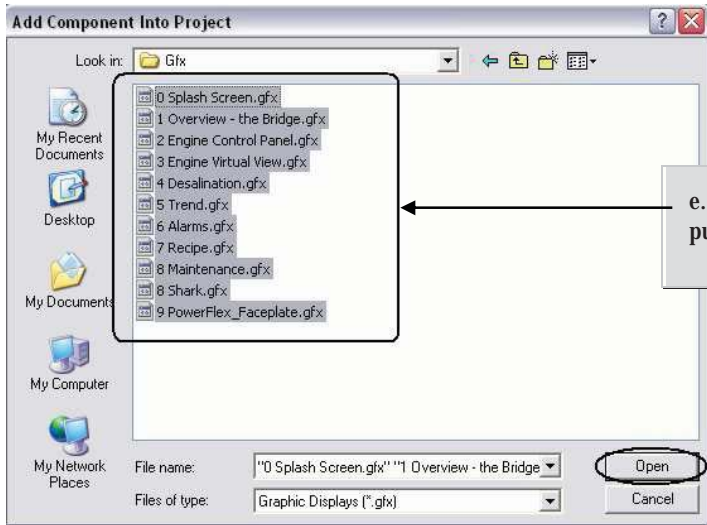 Add Component Into Project
Look in: Gfx
My Recent Documents
Desktop
My Documents
My Computer
My Network Places
0 Splash Screen.gfx
1 Overview - the Bridge.gfx
2 Engine Control Panel.gfx
3 Engine Virtual View.gfx
4 Desalination.gfx
5 Trend.gfx
6 Alarms.gfx
7 Recipe.gfx
8 Maintenance.gfx
8 Shark.gfx
9 PowerFlex_Faceplate.gfx
e.
pu
File name: "0 Splash Screen.gfx" "1 Overview - the Bridge
Open
Files of type: Graphic Displays (*.gfx)
Cancel